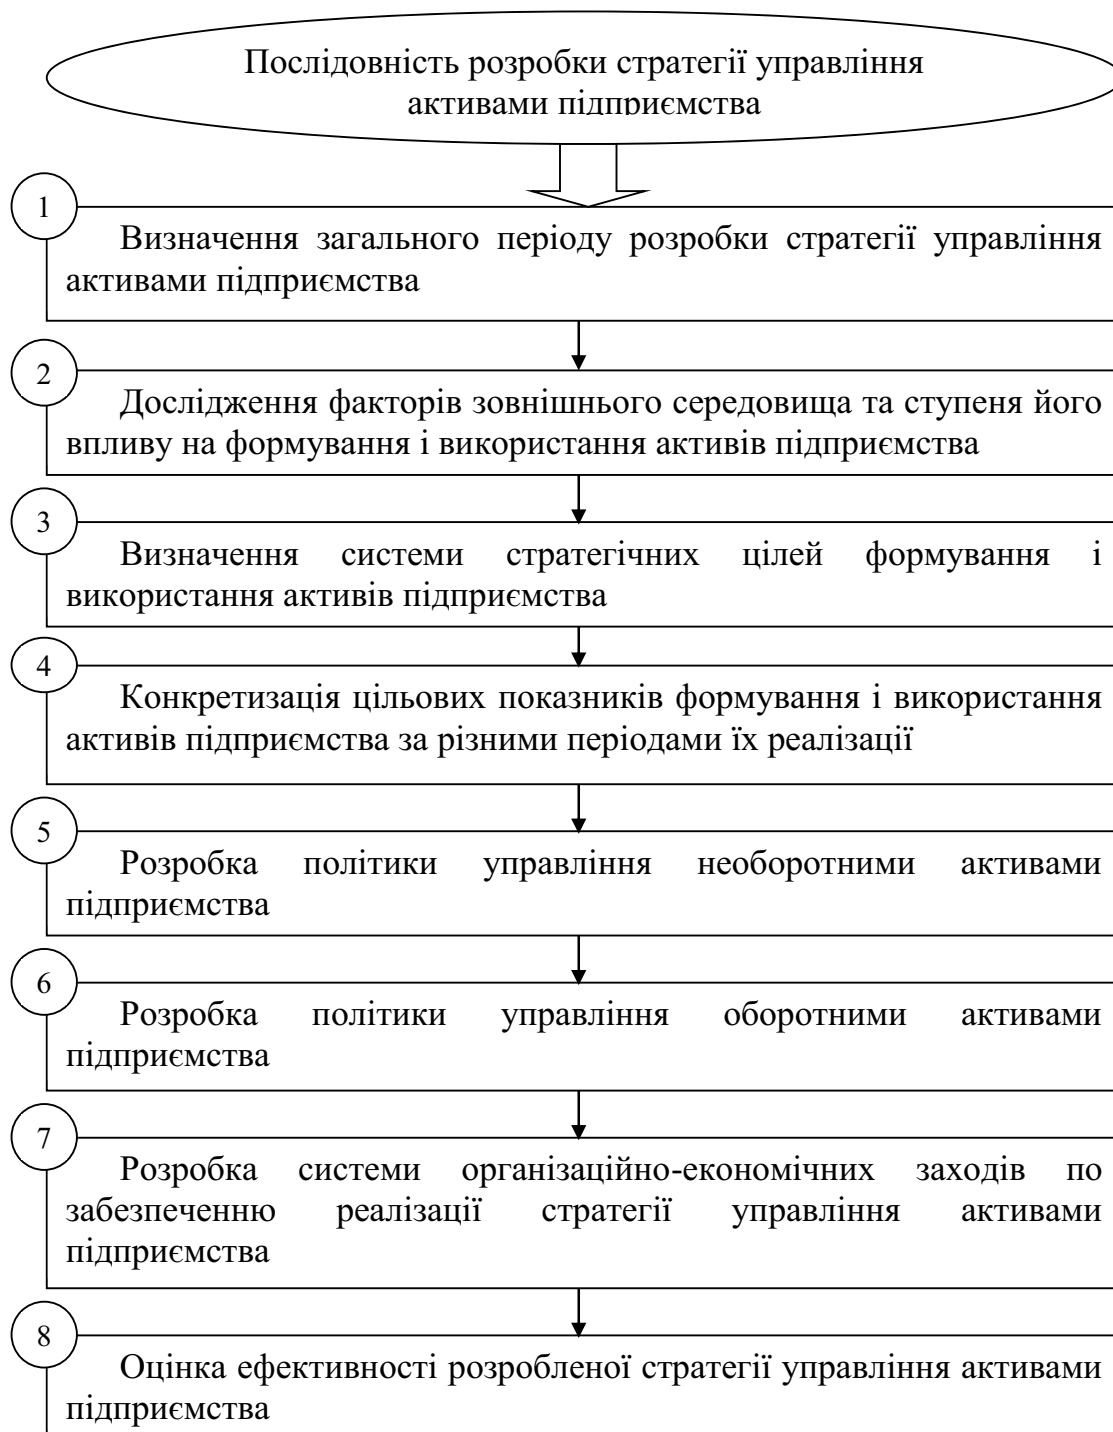 Послідовність розробки стратегії управління
активами підприємства
1
Визначення загального періоду розробки стратегії управління
активами підприємства
2
Дослідження факторів зовнішнього середовища та ступеня його
впливу на формування і використання активів підприємства
3
Визначення системи стратегічних цілей формування і
використання активів підприємства
4
Конкретизація цільових показників формування і використання
активів підприємства за різними періодами їх реалізації
5
Розробка політики управління необоротними активами
підприємства
6
Розробка політики управління оборотними активами
підприємства
7
Розробка системи організаційно-економічних заходів по
забезпеченню реалізації стратегії управління активами
підприємства
8
Оцінка ефективності розробленої стратегії управління активами
підприємства